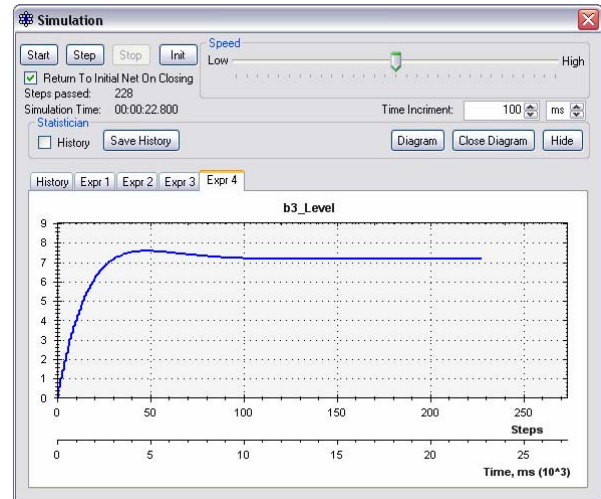 Simulation
Start Step Stop Init
Speed
Low High
Return To Initial Net On Closing
Steps passed: 228
Simulation Time: 00:00:22.800
Time Incriment: 100 ms
Statistician
History Save History Diagram Close Diagram Hide
History Expr 1 Expr 2 Expr 3 Expr 4
b3_Level
9
8
7
6
5
4
3
2
1
0
0 50 100 150 200 250
Steps
0 5 10 15 20 25
Time, ms (10^3)